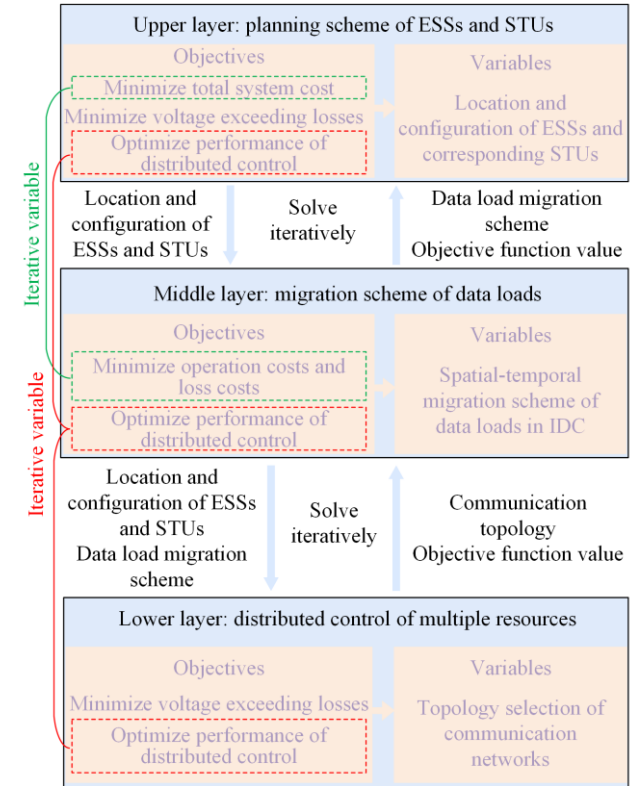 Upper layer: planning scheme of ESSs and STUs
Objectives
Minimize total system cost
Minimize voltage exceeding losses
Optimize performance of
distributed control
Variables
Location and
configuration of ESSs and
corresponding STUs
Iterative variable
Iterative variable
Location and
configuration of
ESSs and STUs
Solve
iteratively
Data load migration
scheme
Objective function value
Middle layer: migration scheme of data loads
Objectives
Minimize operation costs and
loss costs
Optimize performance of
distributed control
Variables
Spatial-temporal
migration scheme of
data loads in IDC
Location and
configuration of ESSs
and STUs
Data load migration
scheme
Solve
iteratively
Communication
topology
Objective function value
Lower layer: distributed control of multiple resources
Objectives
Minimize voltage exceeding losses
Optimize performance of
distributed control
Variables
Topology selection of
communication
networks